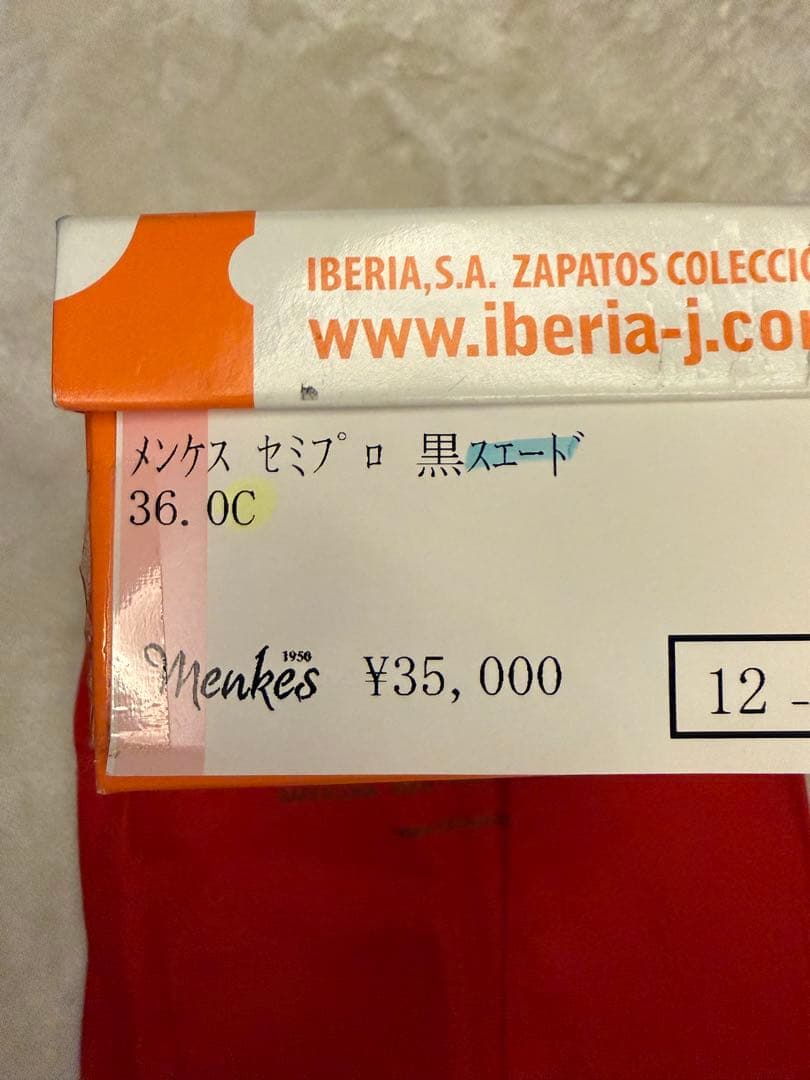 IBERIA,S.A. ZAPATOS COLECCIÓ
www.iberia-j.co
メンケス セミプロ 黒スエード
36.0C
Menkes 1950 ¥35,000
12 -